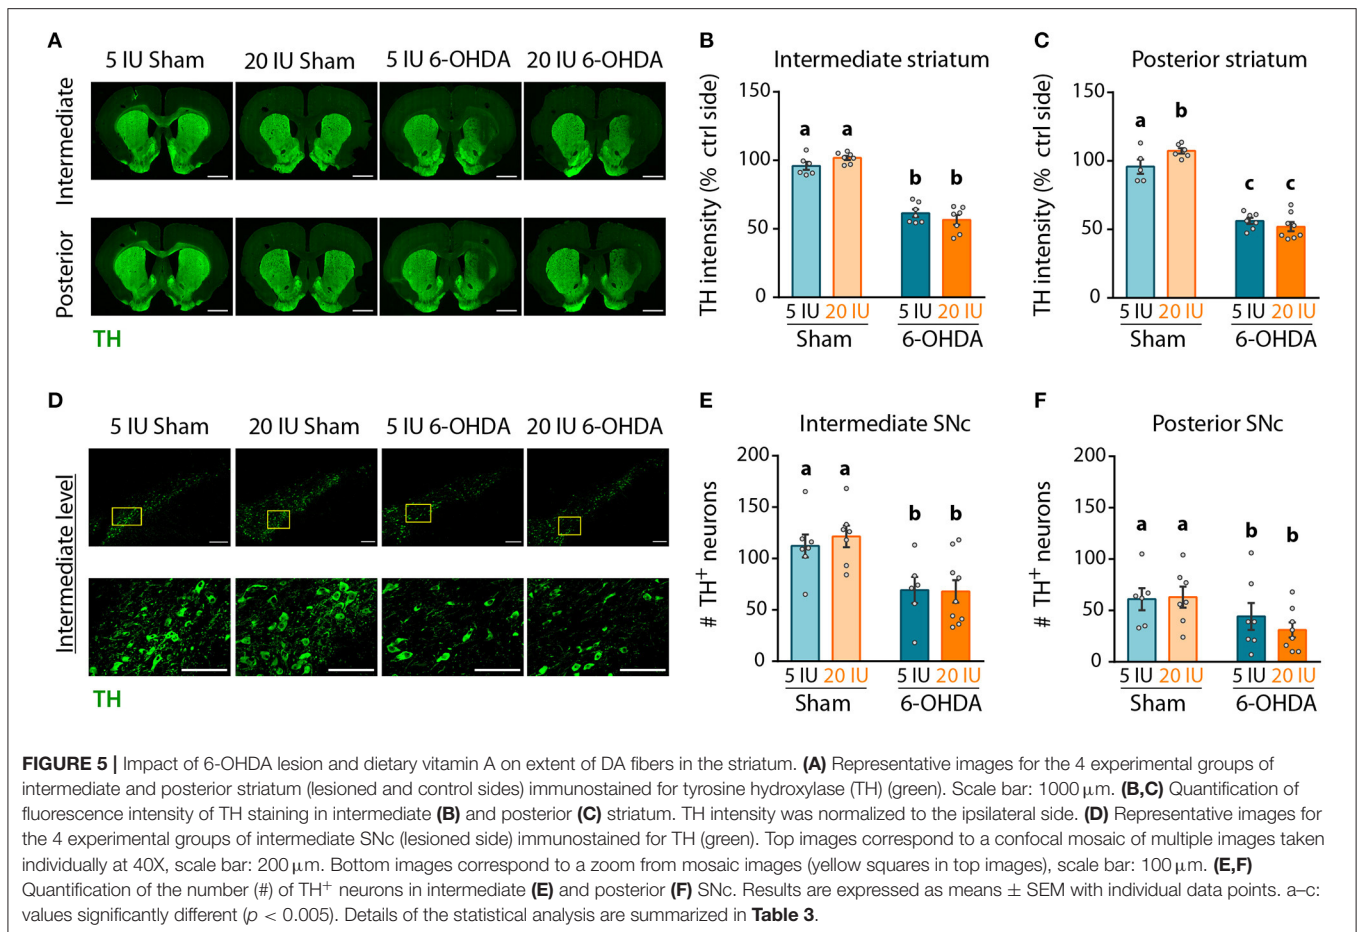 A
5 IU Sham 20 IU Sham 5 IU 6-OHDA 20 IU 6-OHDA
Intermediate
Posterior
TH
B
Intermediate striatum
TH intensity (% ctrl side)
150
100
50
0
a a b b
5 IU 20 IU 5 IU 20 IU
Sham 6-OHDA
C
Posterior striatum
TH intensity (% ctrl side)
150
100
50
0
a b c c
5 IU 20 IU 5 IU 20 IU
Sham 6-OHDA
D
5 IU Sham 20 IU Sham 5 IU 6-OHDA 20 IU 6-OHDA
Intermediate level
TH
E
Intermediate SNc
# TH+ neurons
200
150
100
50
0
a a b b
5 IU 20 IU 5 IU 20 IU
Sham 6-OHDA
F
Posterior SNc
# TH+ neurons
200
150
100
50
0
a a b b
5 IU 20 IU 5 IU 20 IU
Sham 6-OHDA
FIGURE 5 | Impact of 6-OHDA lesion and dietary vitamin A on extent of DA fibers in the striatum. (A) Representative images for the 4 experimental groups of
intermediate and posterior striatum (lesioned and control sides) immunostained for tyrosine hydroxylase (TH) (green). Scale bar: 1000 μm. (B,C) Quantification of
fluorescence intensity of TH staining in intermediate (B) and posterior (C) striatum. TH intensity was normalized to the ipsilateral side. (D) Representative images for
the 4 experimental groups of intermediate SNc (lesioned side) immunostained for TH (green). Top images correspond to a confocal mosaic of multiple images taken
individually at 40X, scale bar: 200 μm. Bottom images correspond to a zoom from mosaic images (yellow squares in top images), scale bar: 100 μm. (E,F)
Quantification of the number (#) of TH+ neurons in intermediate (E) and posterior (F) SNc. Results are expressed as means ± SEM with individual data points. a–c:
values significantly different (p < 0.005). Details of the statistical analysis are summarized in Table 3.